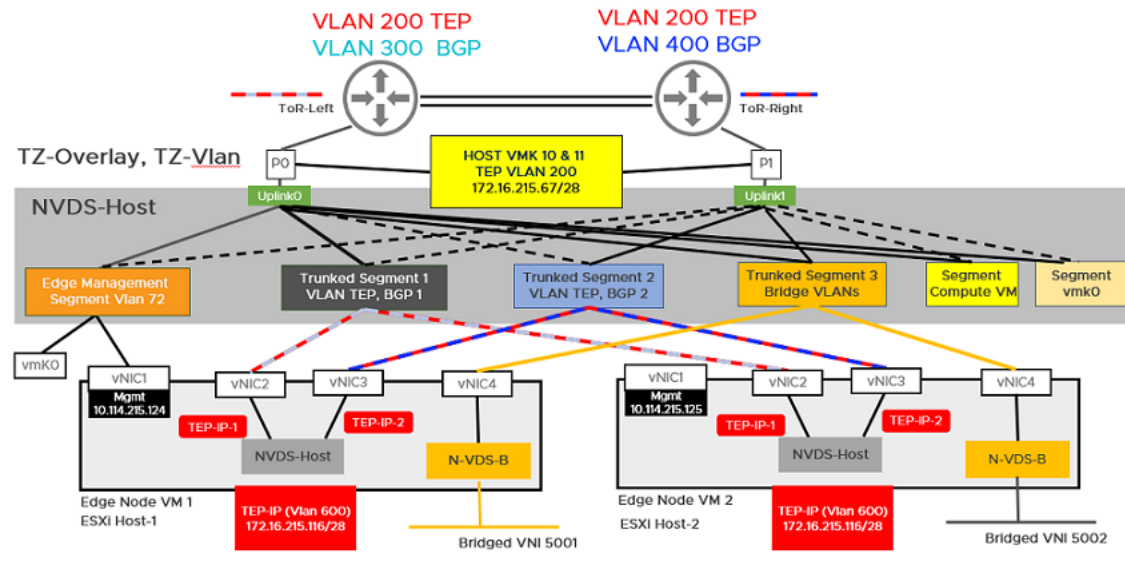 VLAN 200 TEP
VLAN 300 BGP
VLAN 200 TEP
VLAN 400 BGP
ToR-Left
ToR-Right
TZ-Overlay, TZ-Vlan
P0
HOST VMK 10 & 11
TEP VLAN 200
172.16.215.67/28
P1
Uplink0
Uplink1
NVDS-Host
Edge Management
Segment Vlan 72
Trunked Segment 1
VLAN TEP, BGP 1
Trunked Segment 2
VLAN TEP, BGP 2
Trunked Segment 3
Bridge VLANs
Segment
Compute VM
Segment
vmk0
vmK0
vNIC1
Mgmt
10.114.215.124
vNIC2
vNIC3
vNIC4
TEP-IP-1
TEP-IP-2
NVDS-Host
N-VDS-B
Edge Node VM 1
ESXi Host-1
TEP-IP (Vlan 600)
172.16.215.116/28
Bridged VNI 5001
vNIC1
Mgmt
10.114.215.125
vNIC2
vNIC3
vNIC4
TEP-IP-1
TEP-IP-2
NVDS-Host
N-VDS-B
Edge Node VM 2
ESXi Host-2
TEP-IP (Vlan 600)
172.16.215.116/28
Bridged VNI 5002